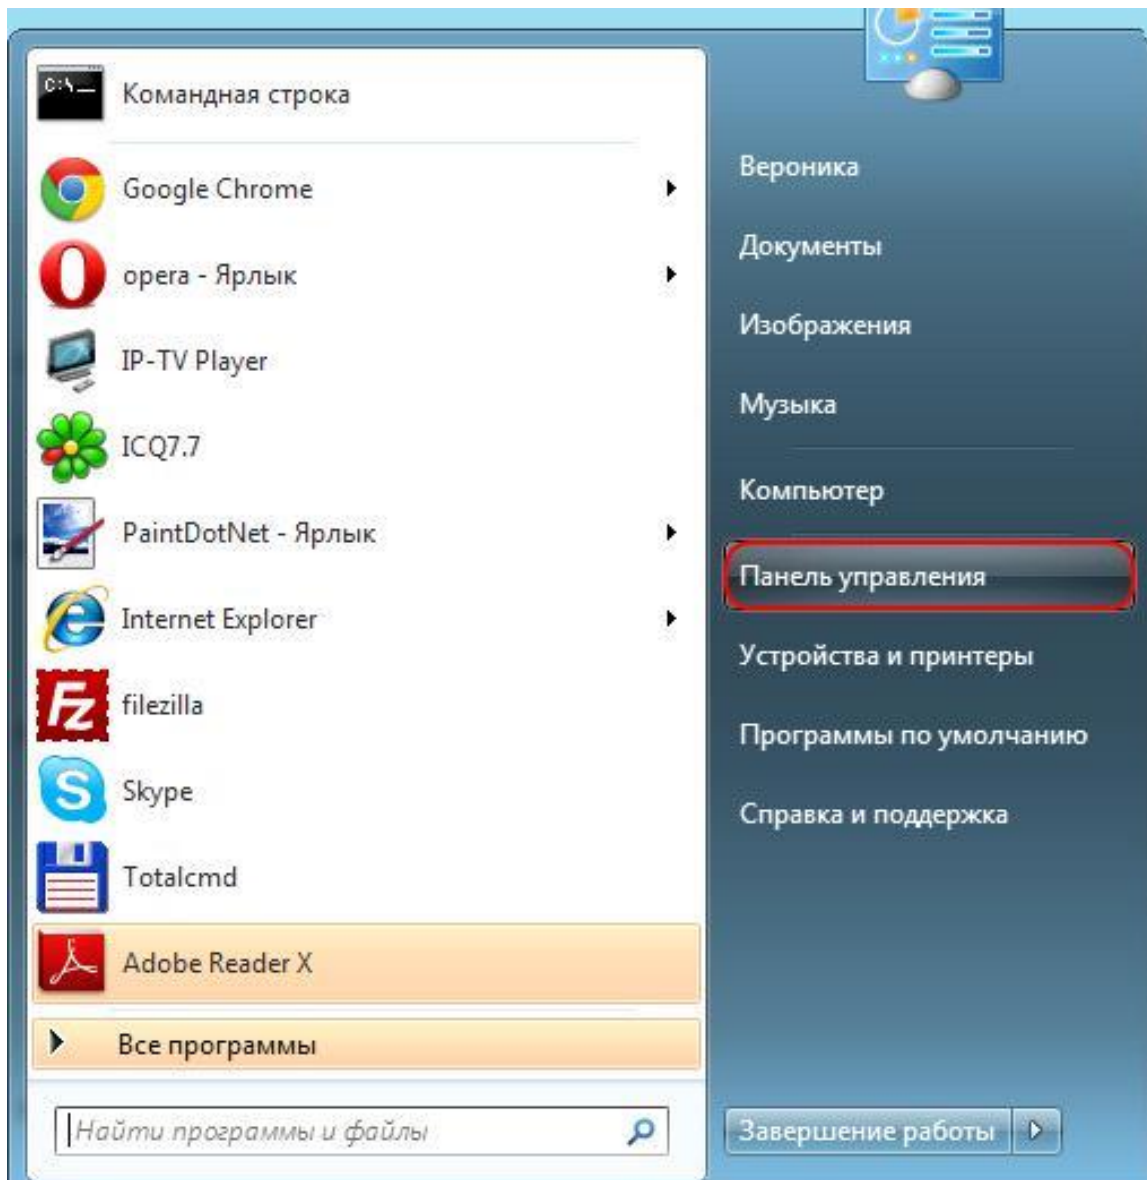 C:\_
Командная строка
Google Chrome
opera - Ярлык
IP-TV Player
ICQ7.7
PaintDotNet - Ярлык
Internet Explorer
filezilla
Skype
Totalcmd
Adobe Reader X
Все программы
Найти программы и файлы
Вероника
Документы
Изображения
Музыка
Компьютер
Панель управления
Устройства и принтеры
Программы по умолчанию
Справка и поддержка
Завершение работы